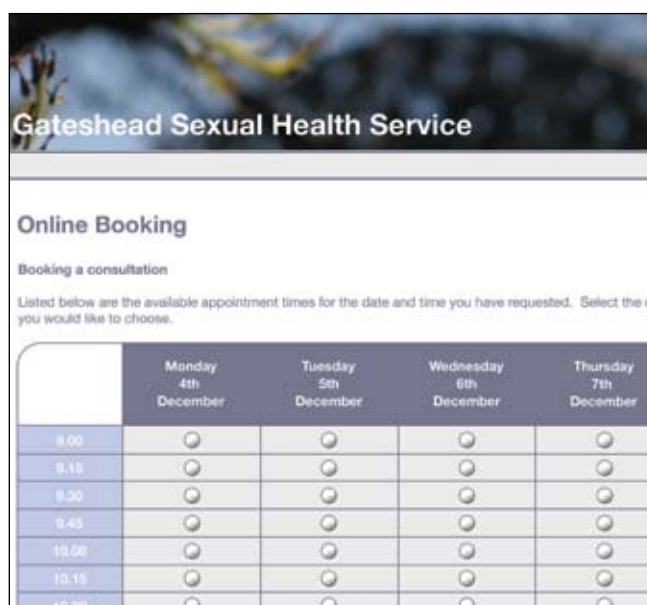 Gateshead Sexual Health Service
Online Booking
Booking a consultation
Listed below are the available appointment times for the date and time you have requested. Select the
you would like to choose.
Monday Tuesday Wednesday Thursday
4th 5th 6th 7th
December December December December
9.00
9.15
9.30
9.45
10.00
10.15